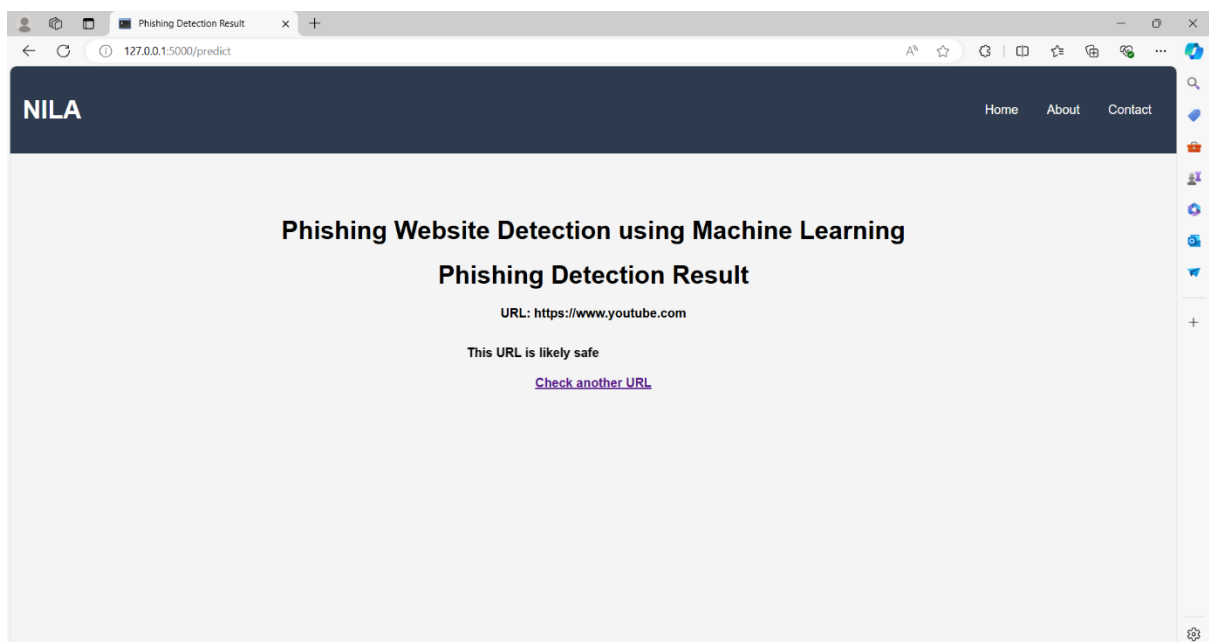 Phishing Detection Result
127.0.0.1:5000/predict
NILA
Home About Contact
Phishing Website Detection using Machine Learning
Phishing Detection Result
URL: https://www.youtube.com
This URL is likely safe
Check another URL